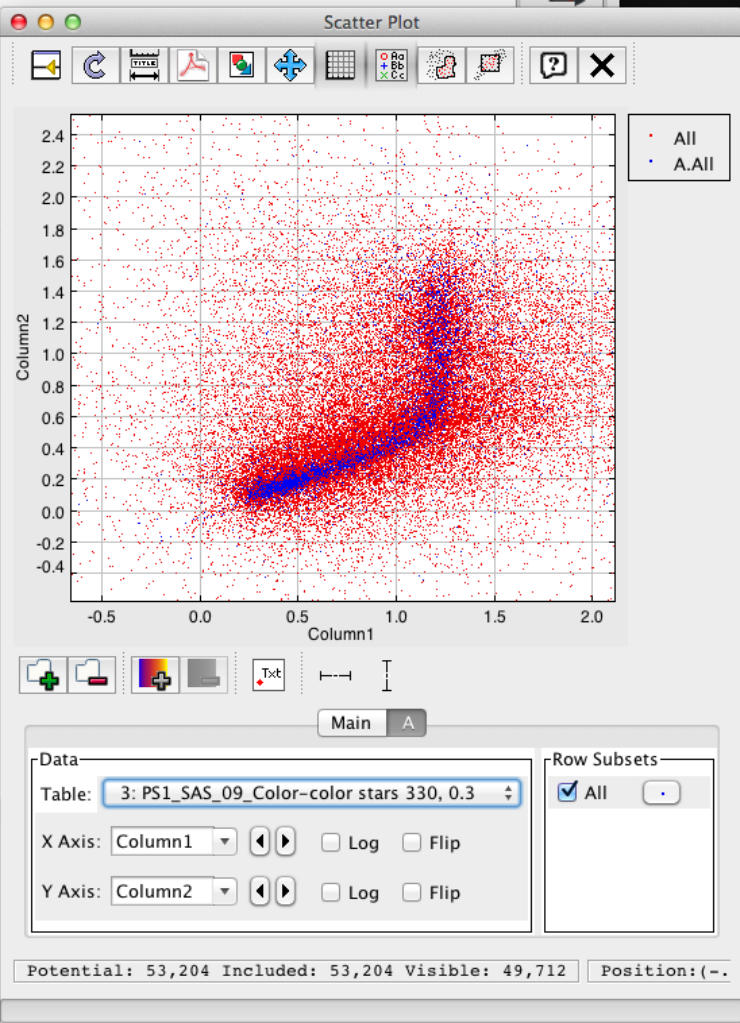 Scatter Plot
TITLE
Aa
Bb
Cc
?
All
A.All
2.4
2.2
2.0
1.8
1.6
1.4
1.2
1.0
0.8
0.6
0.4
0.2
0.0
-0.2
-0.4
Column2
-0.5 0.0 0.5 1.0 1.5 2.0
Column1
Txt
Main A
Data
Row Subsets
Table: 3: PS1_SAS_09_Color-color stars 330, 0.3
All
X Axis: Column1 Log Flip
Y Axis: Column2 Log Flip
Potential: 53,204 Included: 53,204 Visible: 49,712 Position:(-.